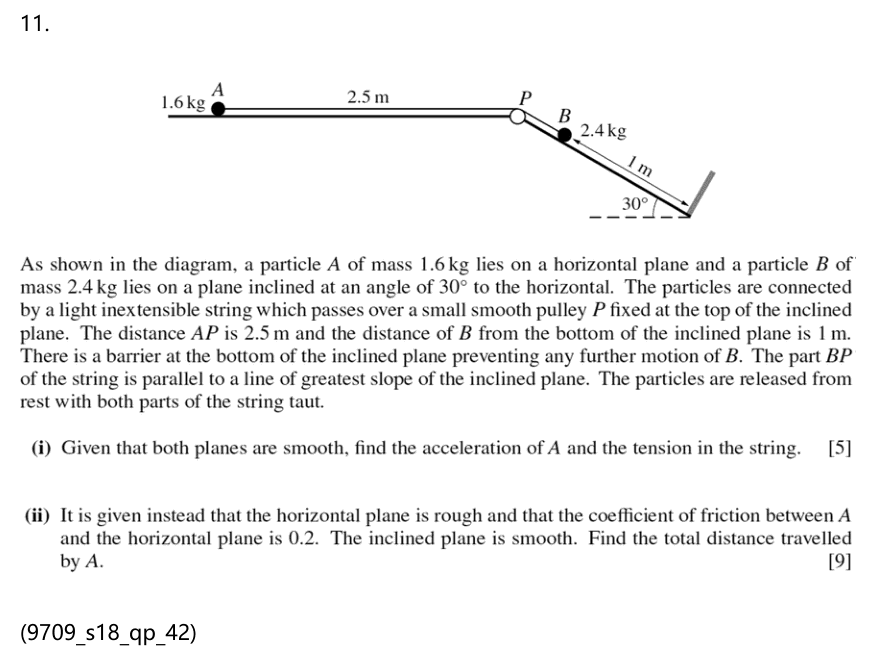 11.
A
1.6 kg
2.5 m
P
B
2.4 kg
1 m
30°
As shown in the diagram, a particle A of mass 1.6 kg lies on a horizontal plane and a particle B of
mass 2.4 kg lies on a plane inclined at an angle of 30° to the horizontal. The particles are connected
by a light inextensible string which passes over a small smooth pulley P fixed at the top of the inclined
plane. The distance AP is 2.5 m and the distance of B from the bottom of the inclined plane is 1 m.
There is a barrier at the bottom of the inclined plane preventing any further motion of B. The part BP
of the string is parallel to a line of greatest slope of the inclined plane. The particles are released from
rest with both parts of the string taut.
(i) Given that both planes are smooth, find the acceleration of A and the tension in the string. [5]
(ii) It is given instead that the horizontal plane is rough and that the coefficient of friction between A
and the horizontal plane is 0.2. The inclined plane is smooth. Find the total distance travelled
by A. [9]
(9709_s18_qp_42)